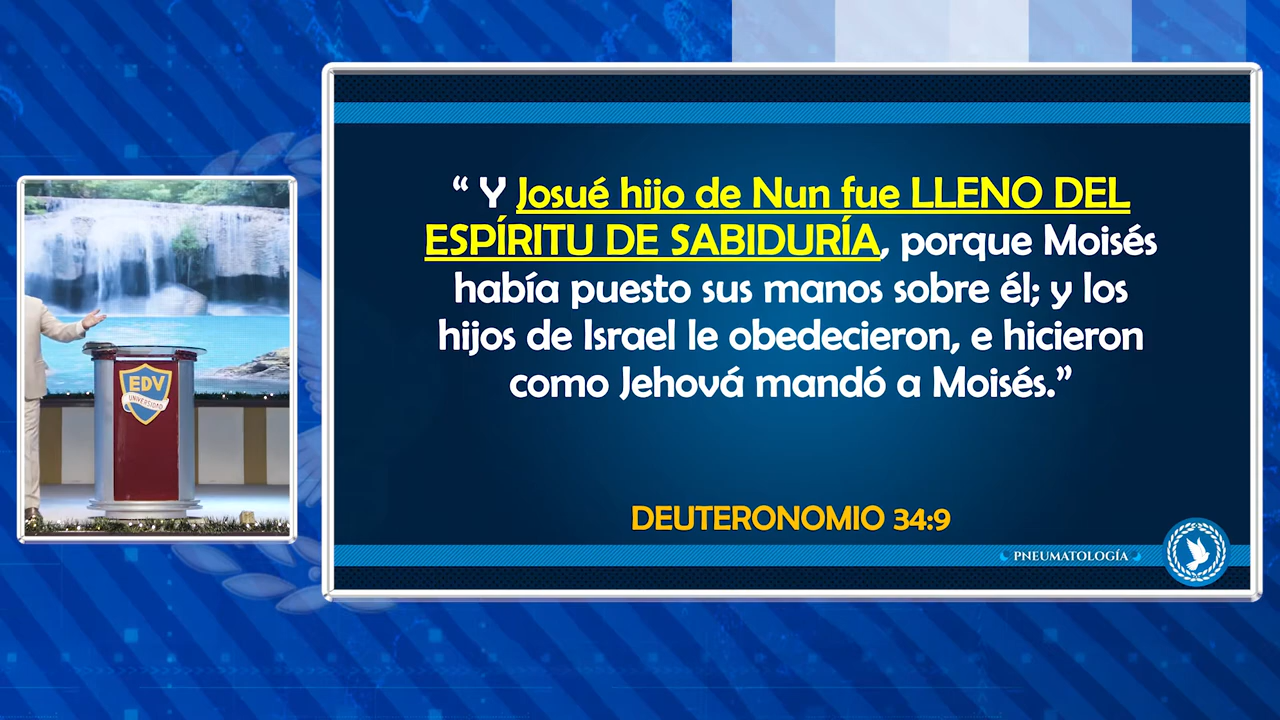 “ Y Josué hijo de Nun fue LLENO DEL
ESPÍRITU DE SABIDURÍA, porque Moisés
había puesto sus manos sobre él; y los
hijos de Israel le obedecieron, e hicieron
como Jehová mandó a Moisés.”
DEUTERONOMIO 34:9
PNEUMATOLOGÍA
EDV
UNIVERSIDAD